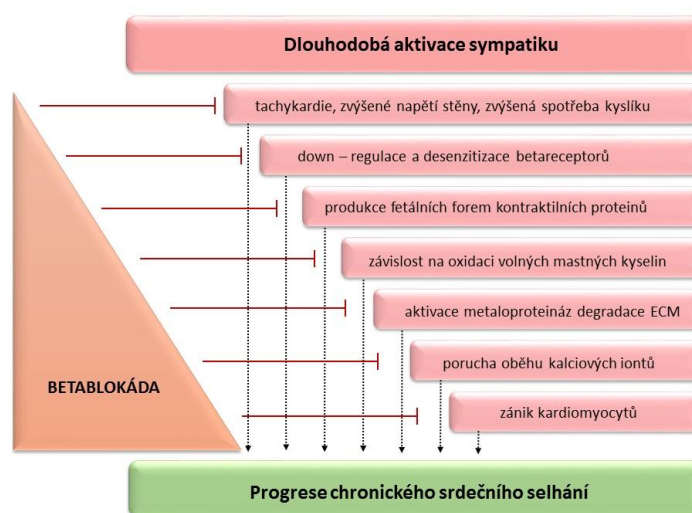 Dlouhodobá aktivace sympatiku
tachykardie, zvýšené napětí stěny, zvýšená spotřeba kyslíku
down – regulace a desenzitizace betareceptorů
produkce fetálních forem kontraktilních proteinů
závislost na oxidaci volných mastných kyselin
aktivace metaloproteináz degradace ECM
porucha oběhu kalciových iontů
BETABLOKÁDA
zánik kardiomyocytů
Progrese chronického srdečního selhání